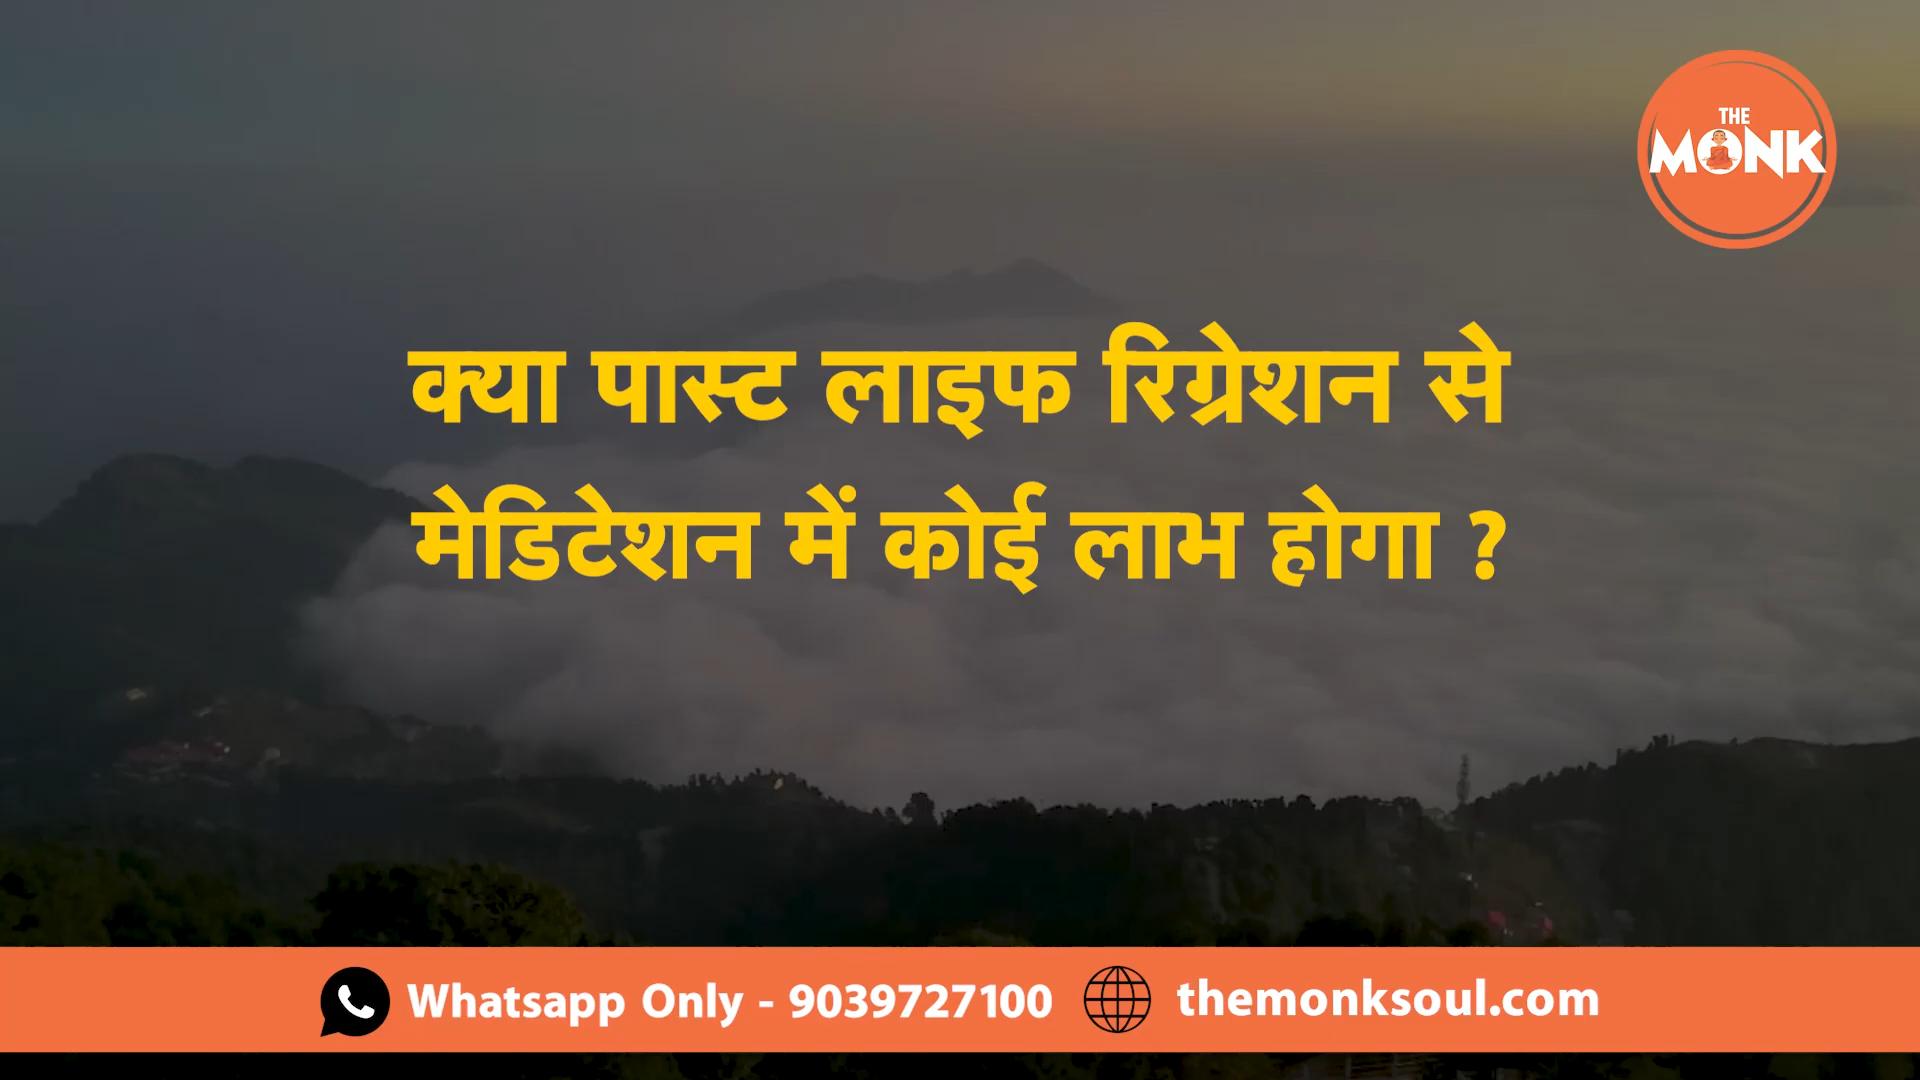 THE
MONK
क्या पास्ट लाइफ रिग्रेशन से
मेडिटेशन में कोई लाभ होगा ?
Whatsapp Only - 9039727100 themonksoul.com